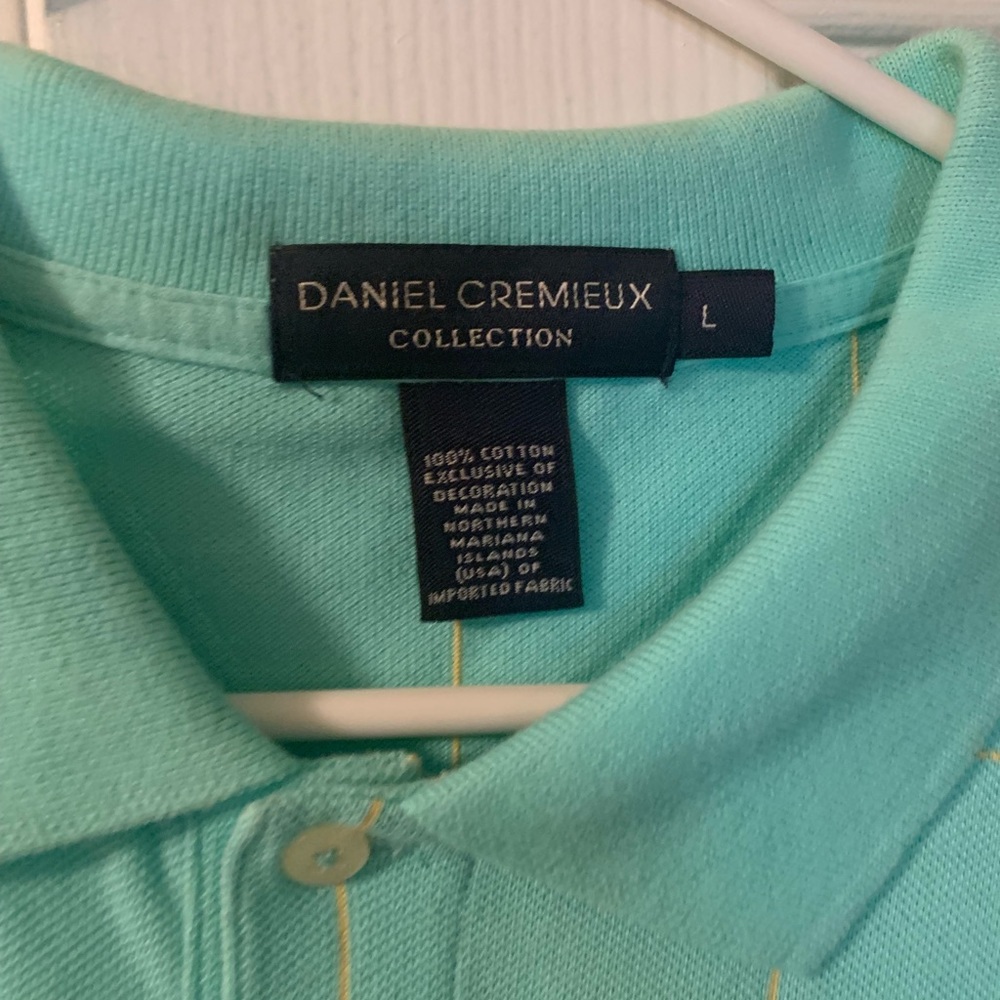 DANIEL CREMIEUX
COLLECTION
L
100% COTTON
EXCLUSIVE OF
DECORATION
MADE IN
NORTHERN
MARIANA
ISLANDS
(USA) OF
IMPORTED FABRIC